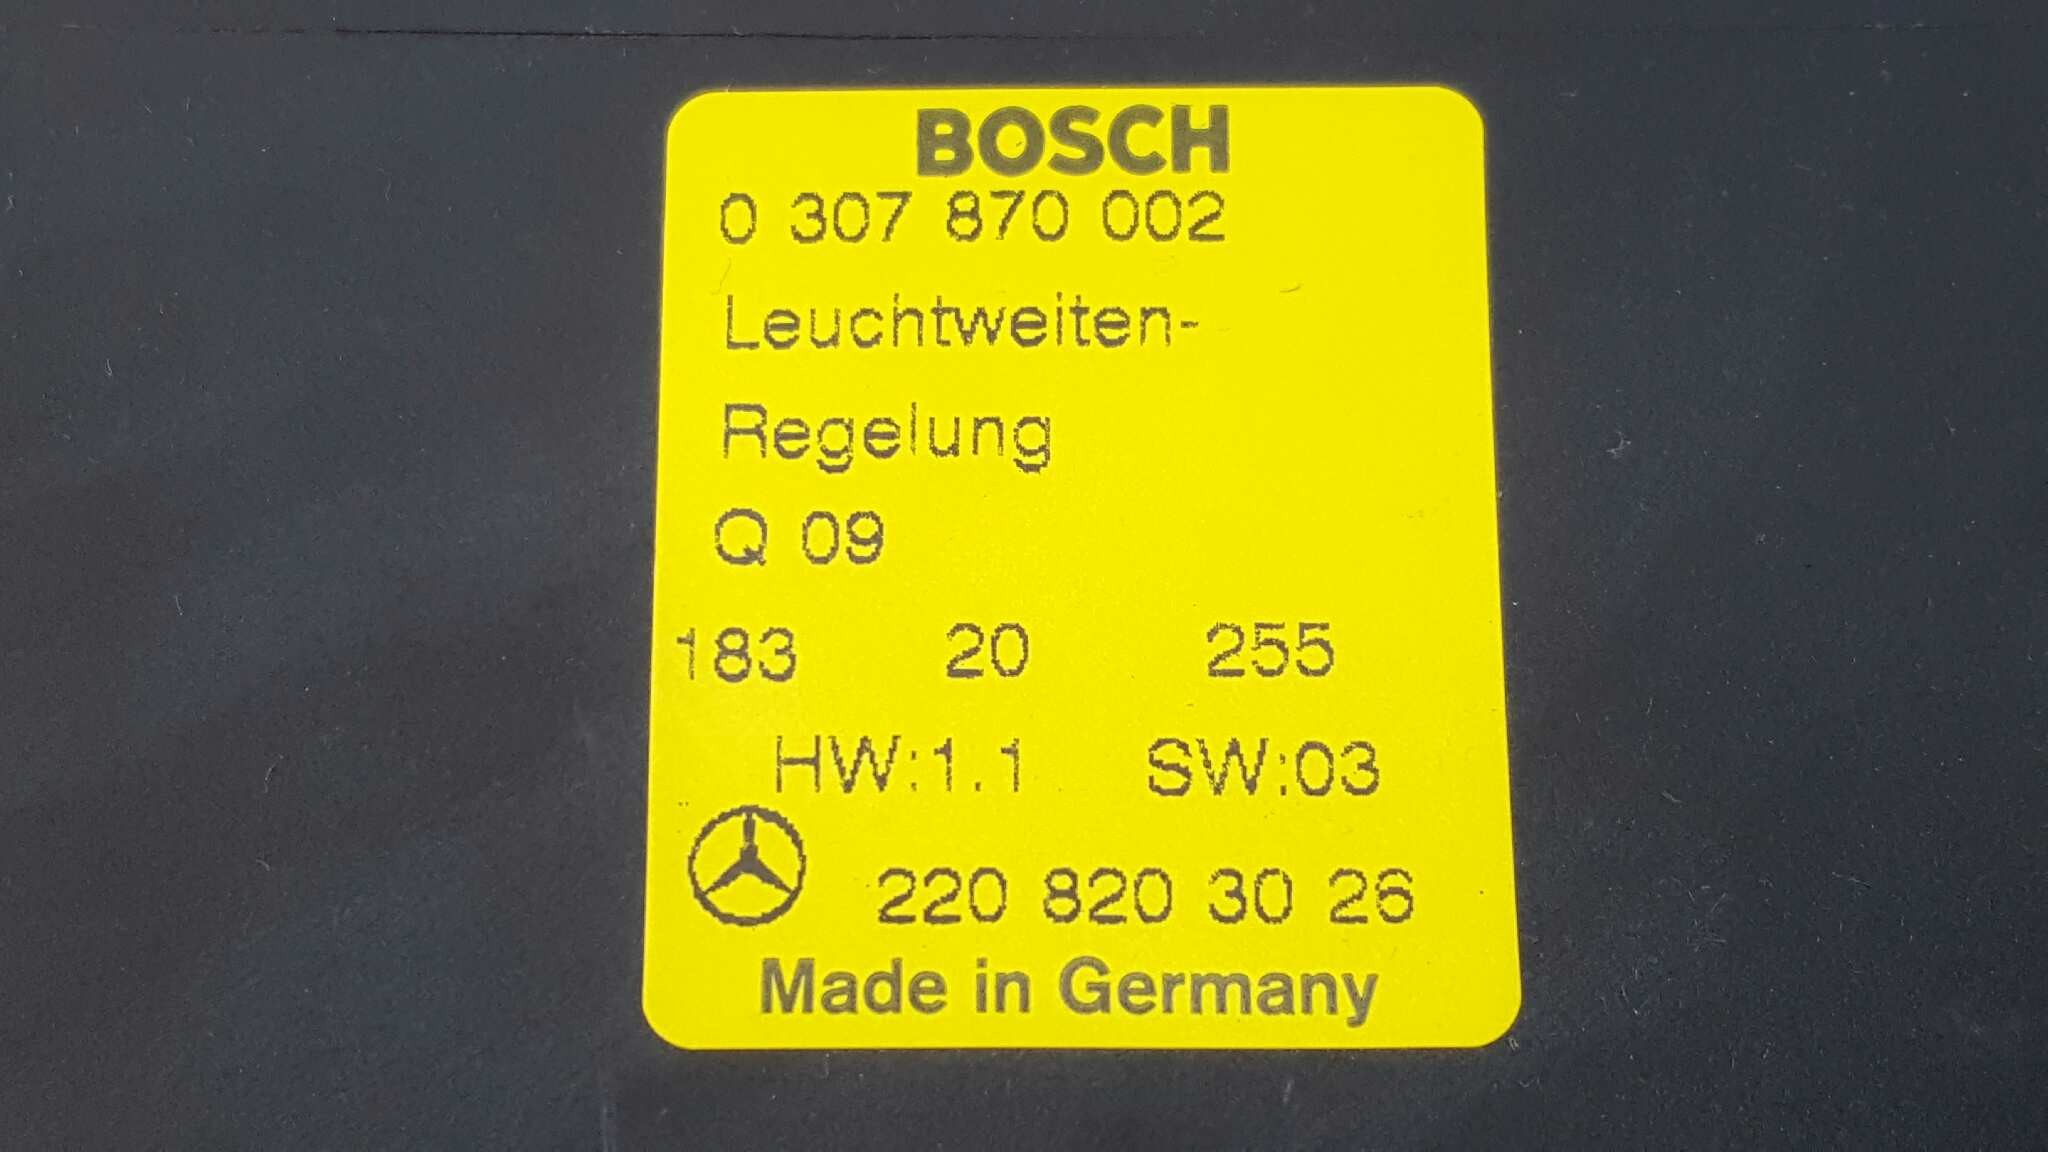 BOSCH
0 307 870 002
Leuchtweiten-
Regelung
Q 09
183 20 255
HW:1.1 SW:03
220 820 30 26
Made in Germany